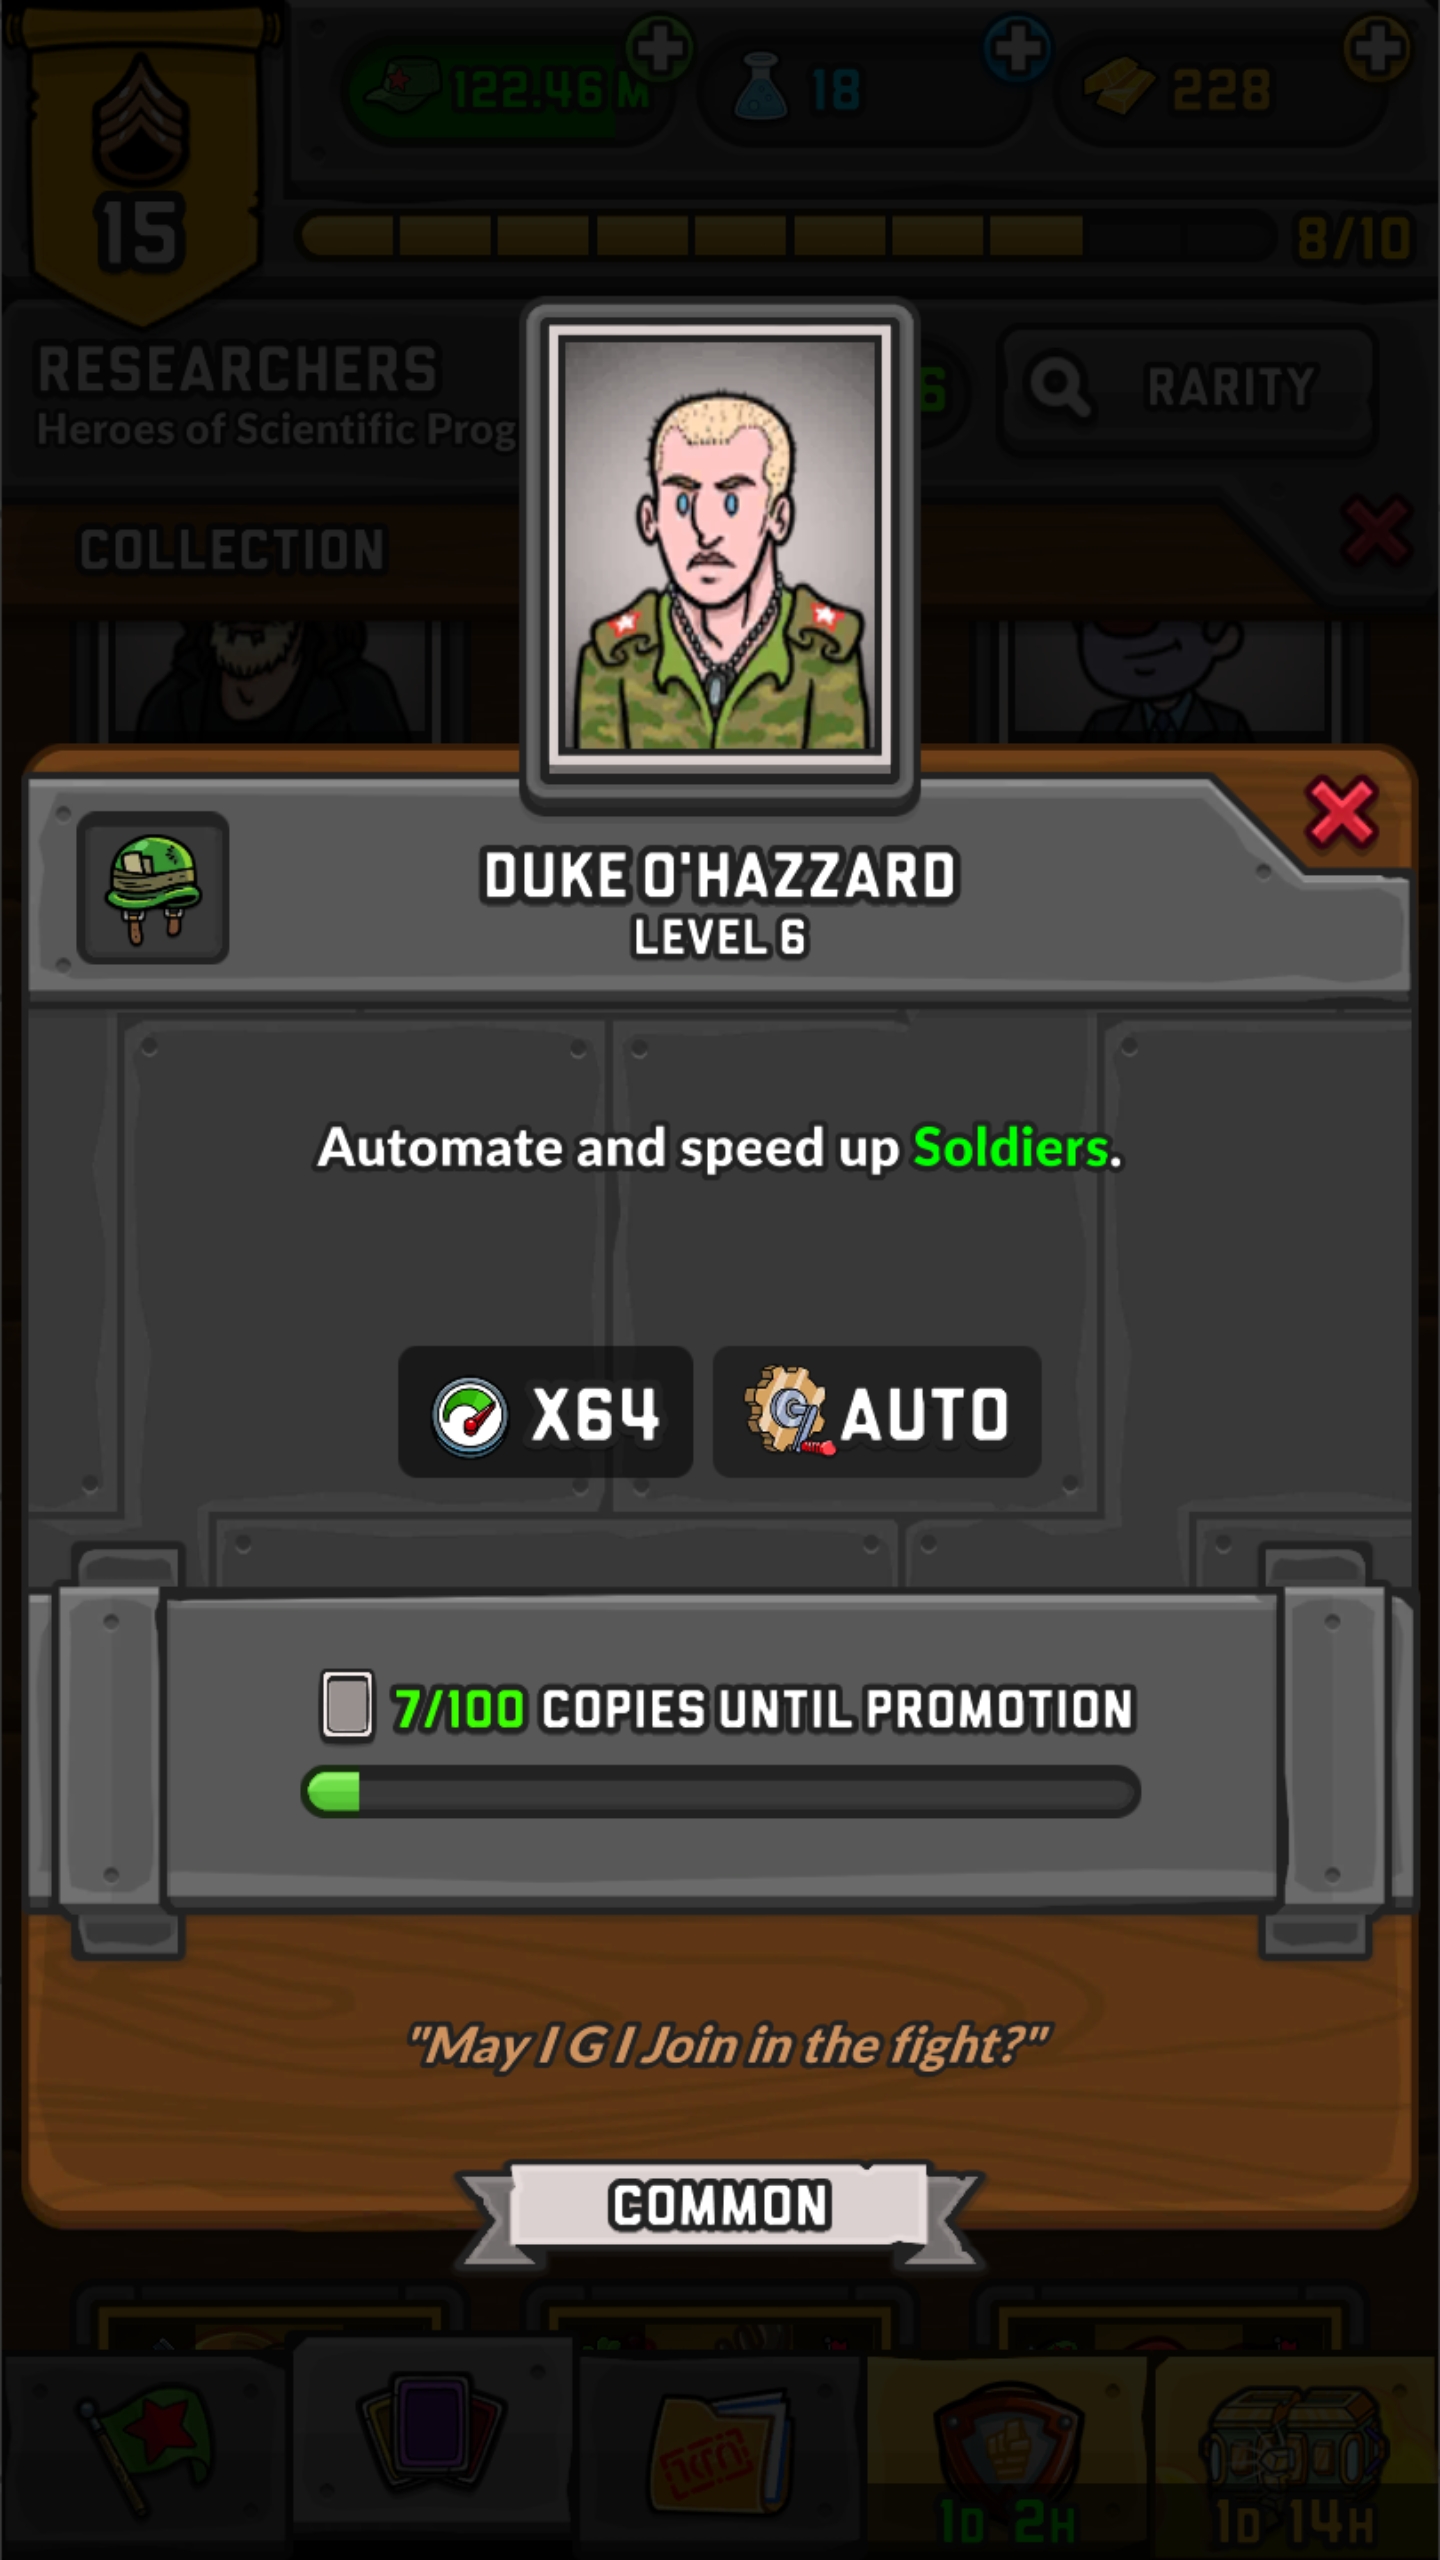 122.46 M
18
228
15
8/10
RESEARCHERS
Heroes of Scientific Prog
6
RARITY
COLLECTION
DUKE O'HAZZARD
LEVEL 6
Automate and speed up Soldiers.
X64
AUTO
7/100 COPIES UNTIL PROMOTION
"May I G I Join in the fight?"
COMMON
1D 2H
1D 14H